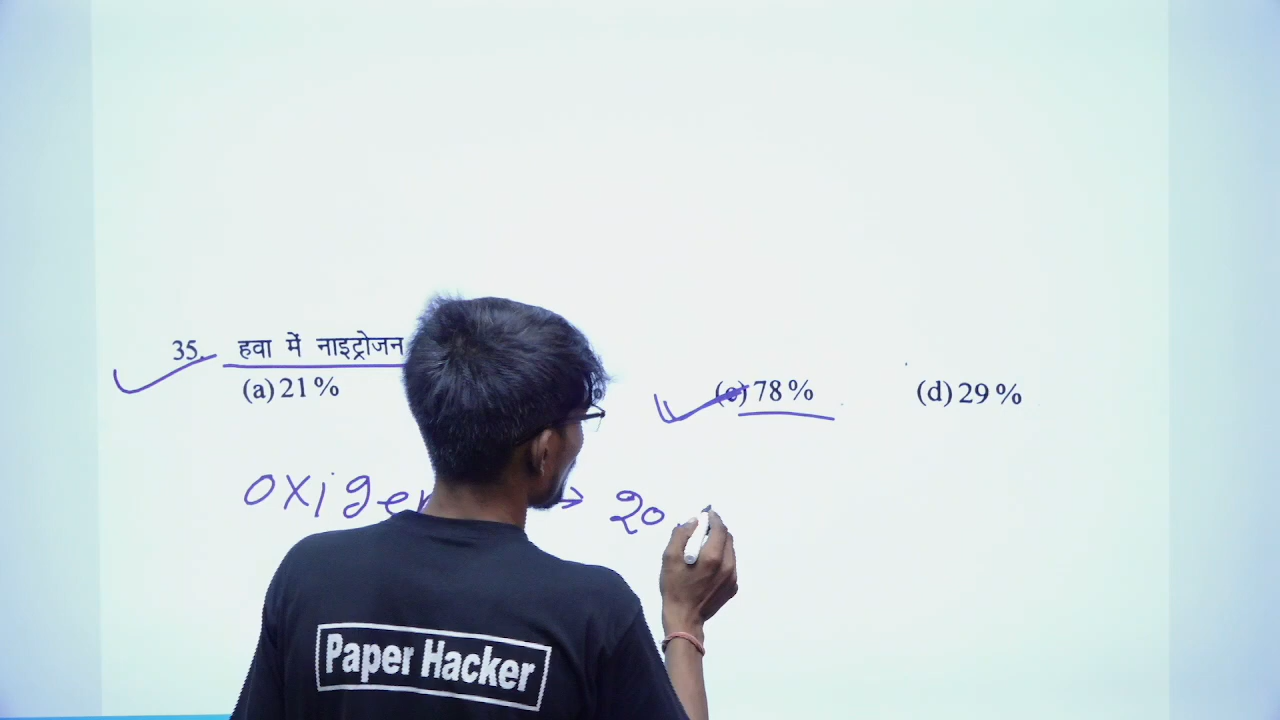 35. हवा में नाइट्रोजन
(a) 21% (c) 78% (d) 29%
oxigen → 20.
Paper Hacker